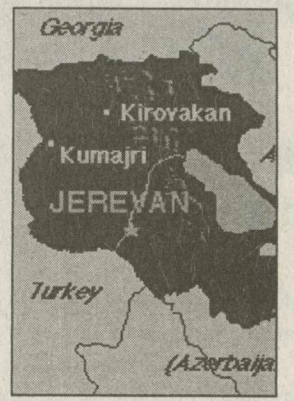 Georgia
Kirovakan
Kumajri
JEREVAN
Turkey
(Azerbaija